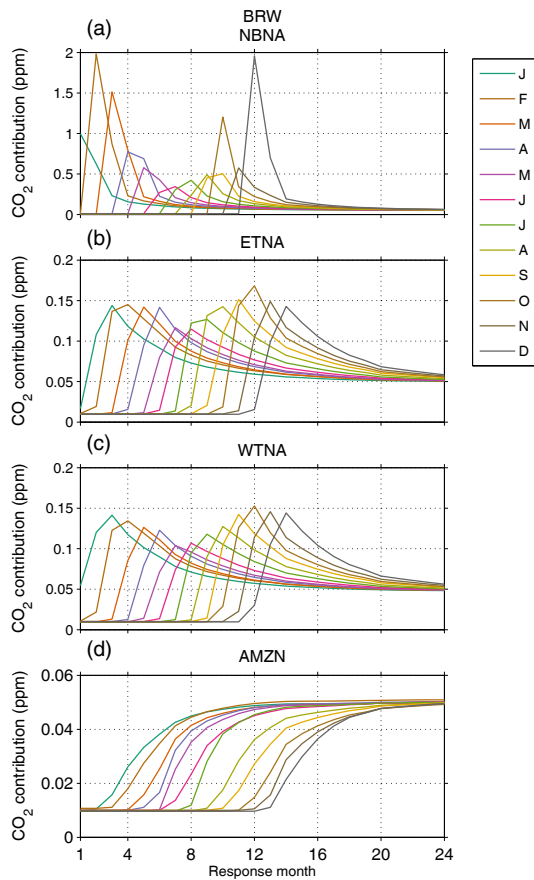 BRW
(a)
NBNA
CO2 contribution (ppm)
2
1.5
1
0.5
0
(b)
ETNA
CO2 contribution (ppm)
0.2
0.15
0.1
0.05
0
(c)
WTNA
CO2 contribution (ppm)
0.2
0.15
0.1
0.05
0
(d)
AMZN
CO2 contribution (ppm)
0.06
0.04
0.02
0
1 4 8 12 16 20 24
Response month
J
F
M
A
M
J
J
A
S
O
N
D